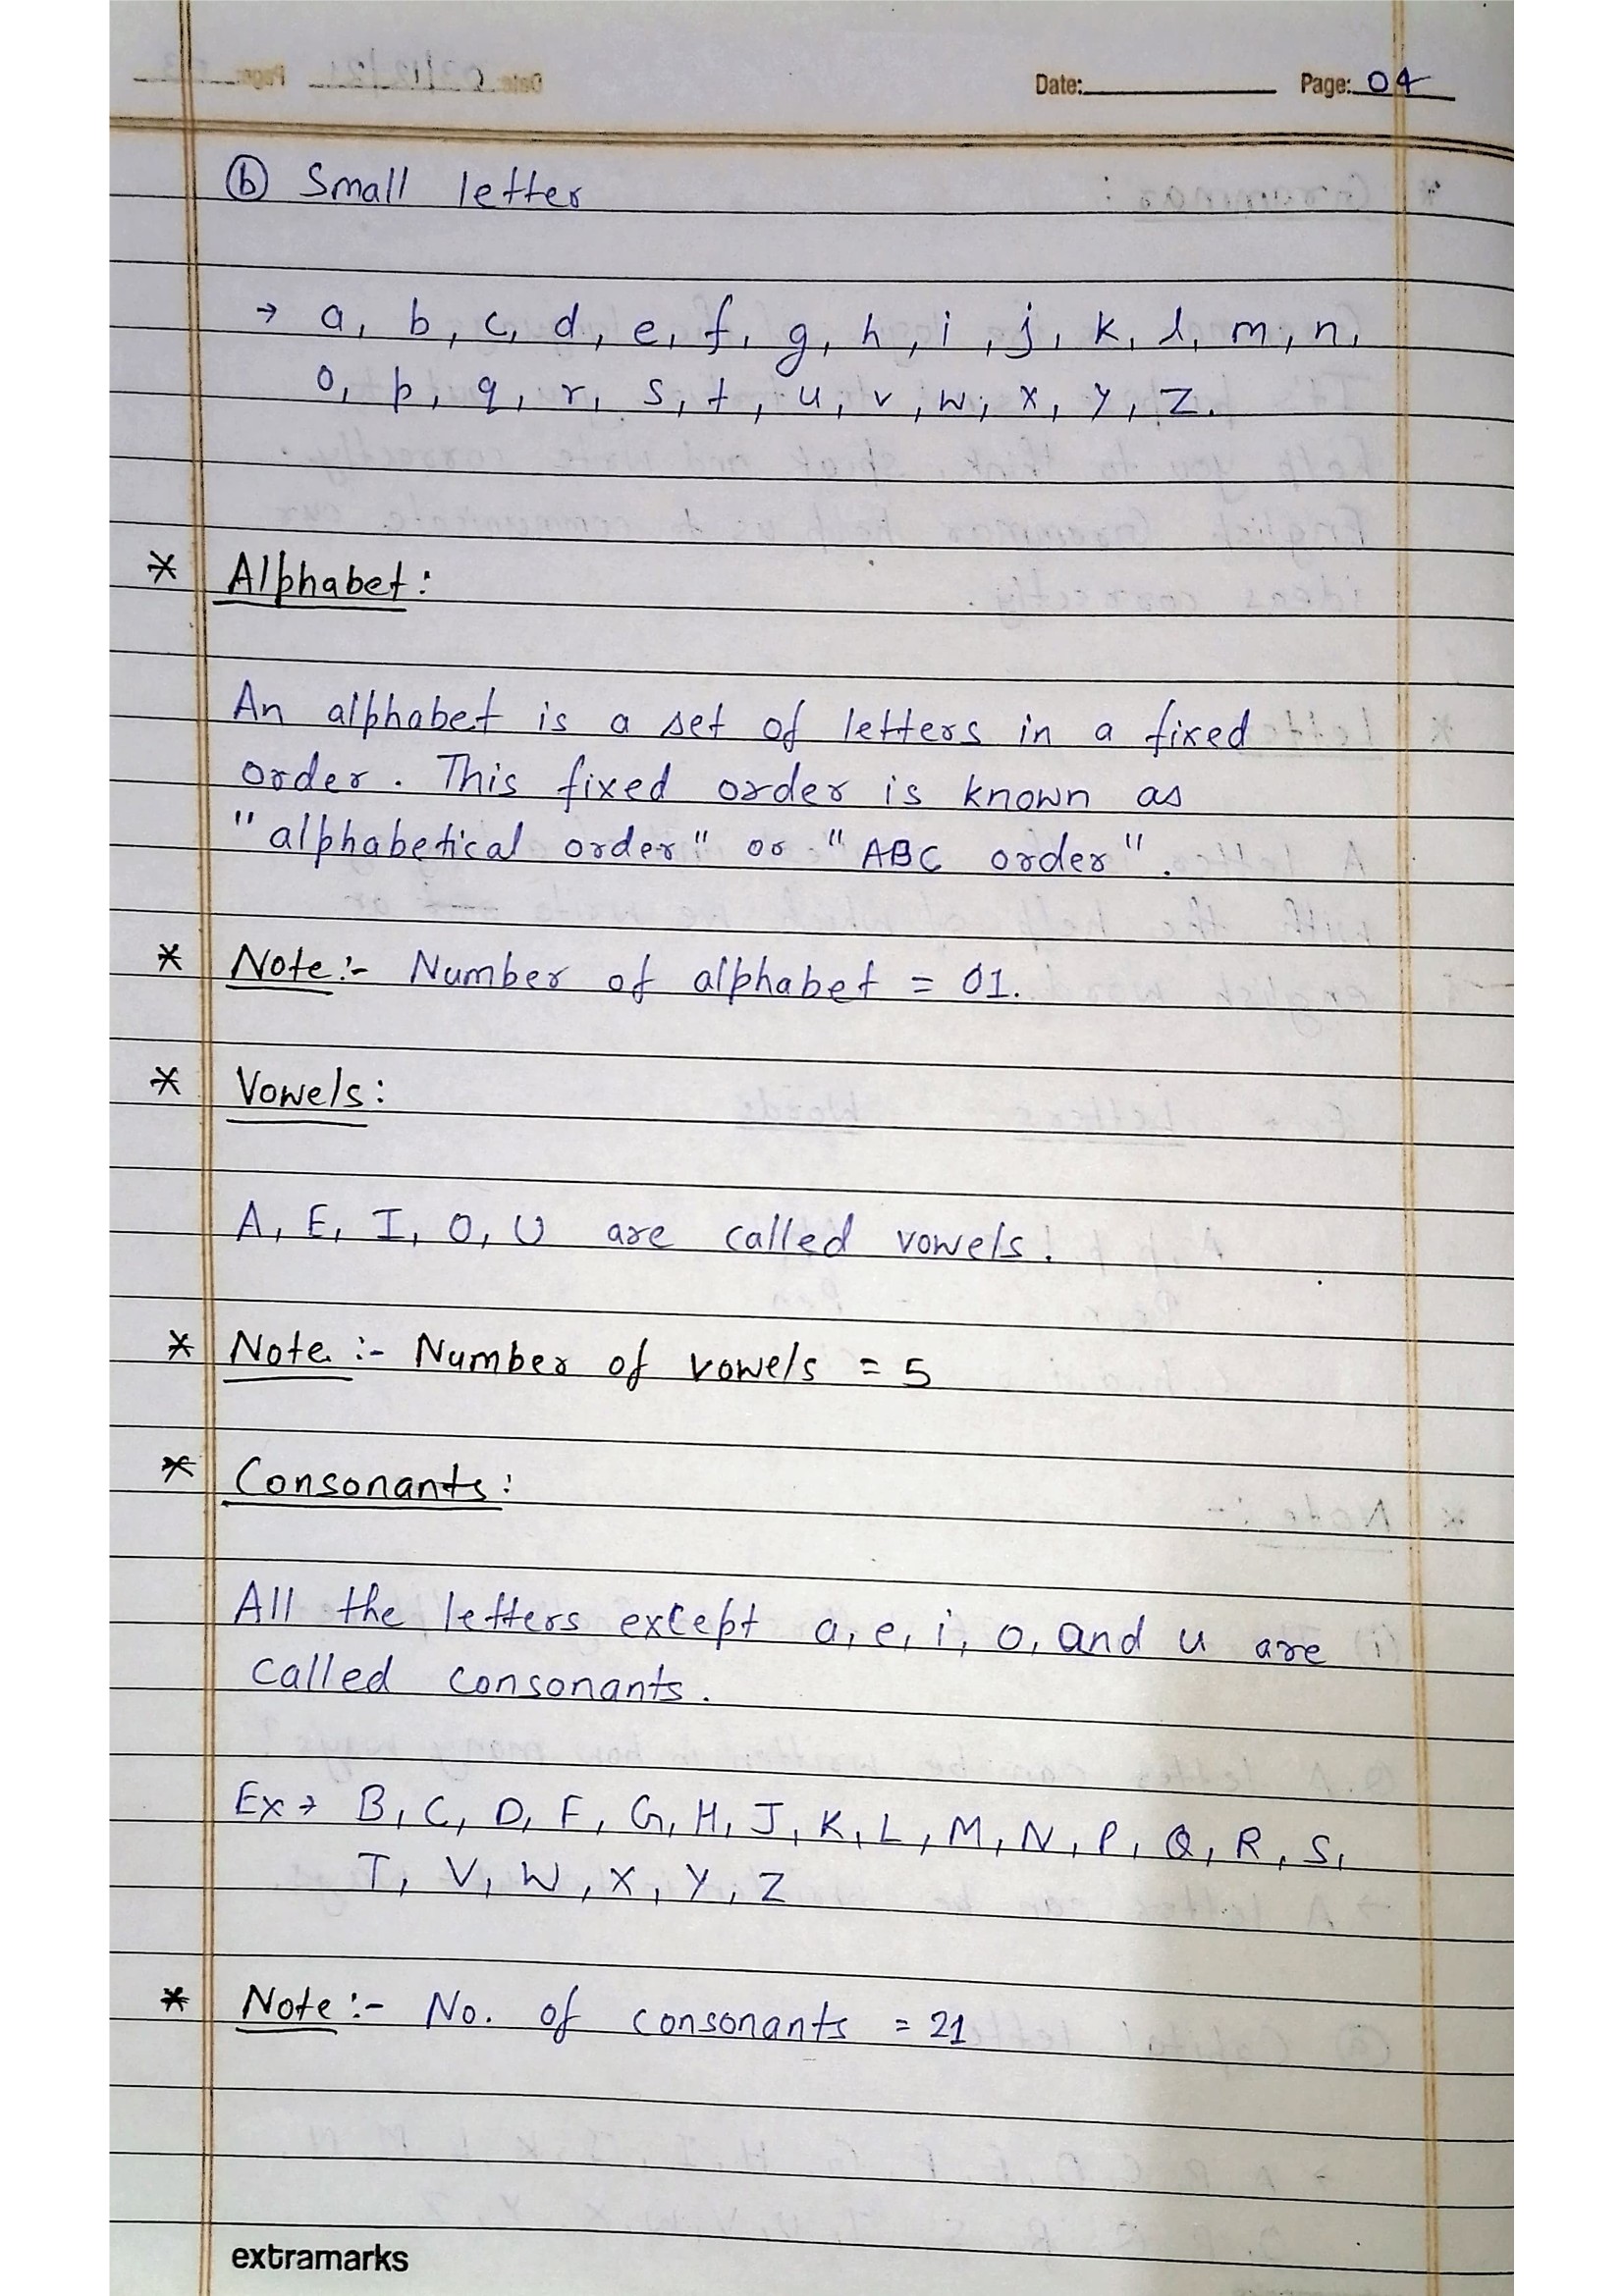 Date: Page: 04
ⓑ Small letter
→ a, b, c, d, e, f, g, h, i, j, k, l, m, n,
o, p, q, r, s, t, u, v, w, x, y, z.
* Alphabet:
An alphabet is a set of letters in a fixed
order. This fixed order is known as
"alphabetical order" or "ABC order".
* Note:- Number of alphabet = 01.
* Vowels:
A, E, I, O, U are called vowels.
* Note:- Number of vowels = 5
* Consonants:
All the letters except a, e, i, o, and u are
called consonants.
Ex→ B, C, D, F, G, H, J, K, L, M, N, P, Q, R, S,
T, V, W, X, Y, Z
* Note:- No. of consonants = 21
extramarks